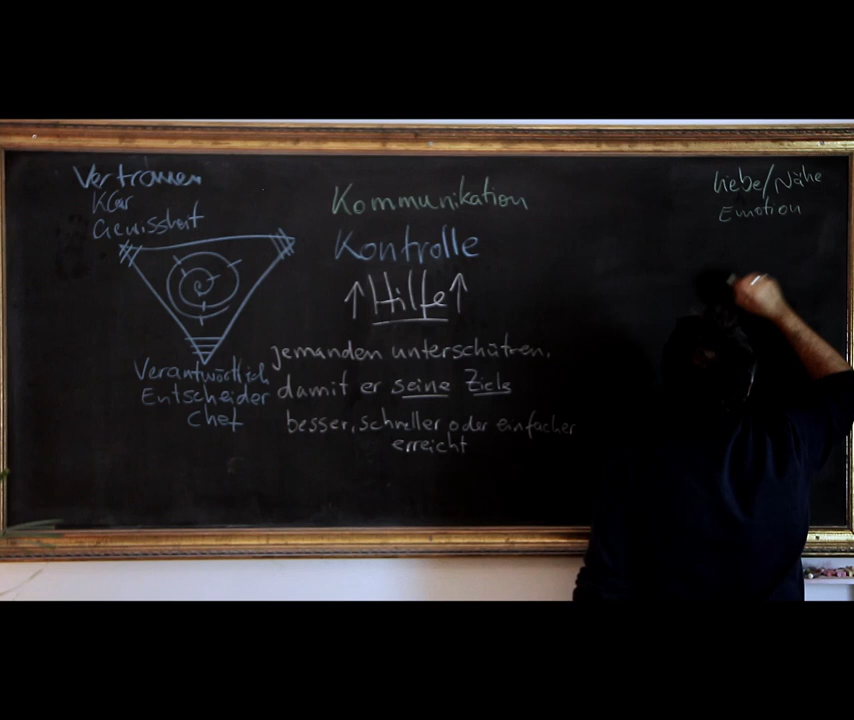 Vertrauen
Klar
Gewissheit
Verantwortlich
Entscheider
Chef
Kommunikation
Kontrolle
↑Hilfe↑
jemanden unterschützen,
damit er seine Ziele
besser, schneller oder einfacher
erreicht
Liebe/Nähe
Emotion